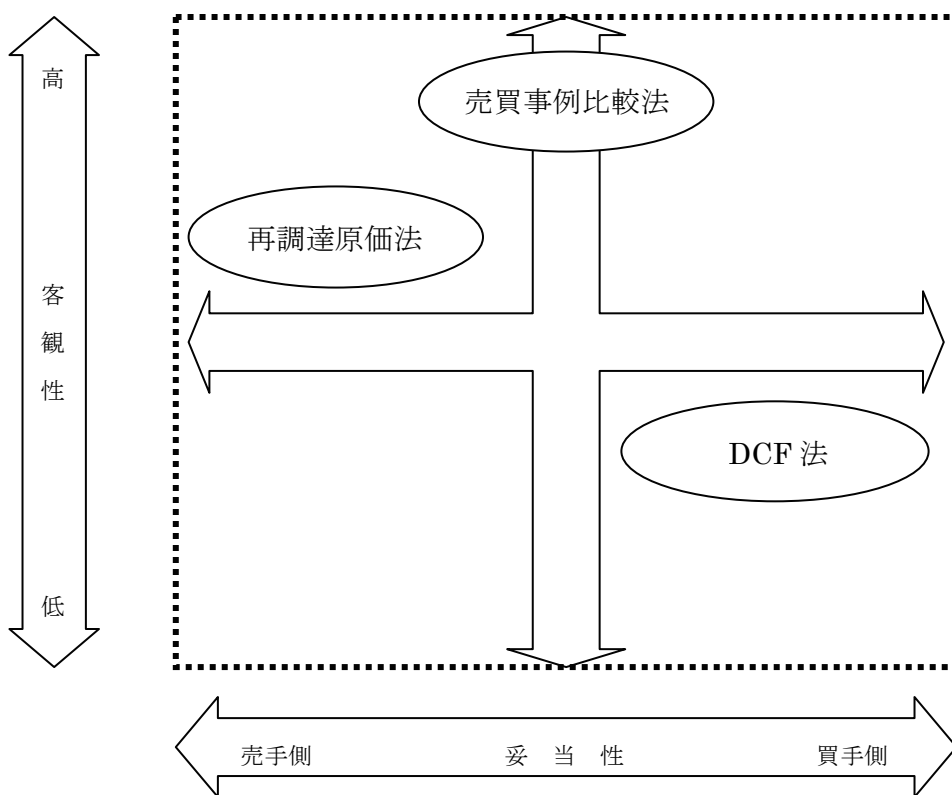 高
客観性
低
売買事例比較法
再調達原価法
DCF 法
売手側 妥当性 買手側